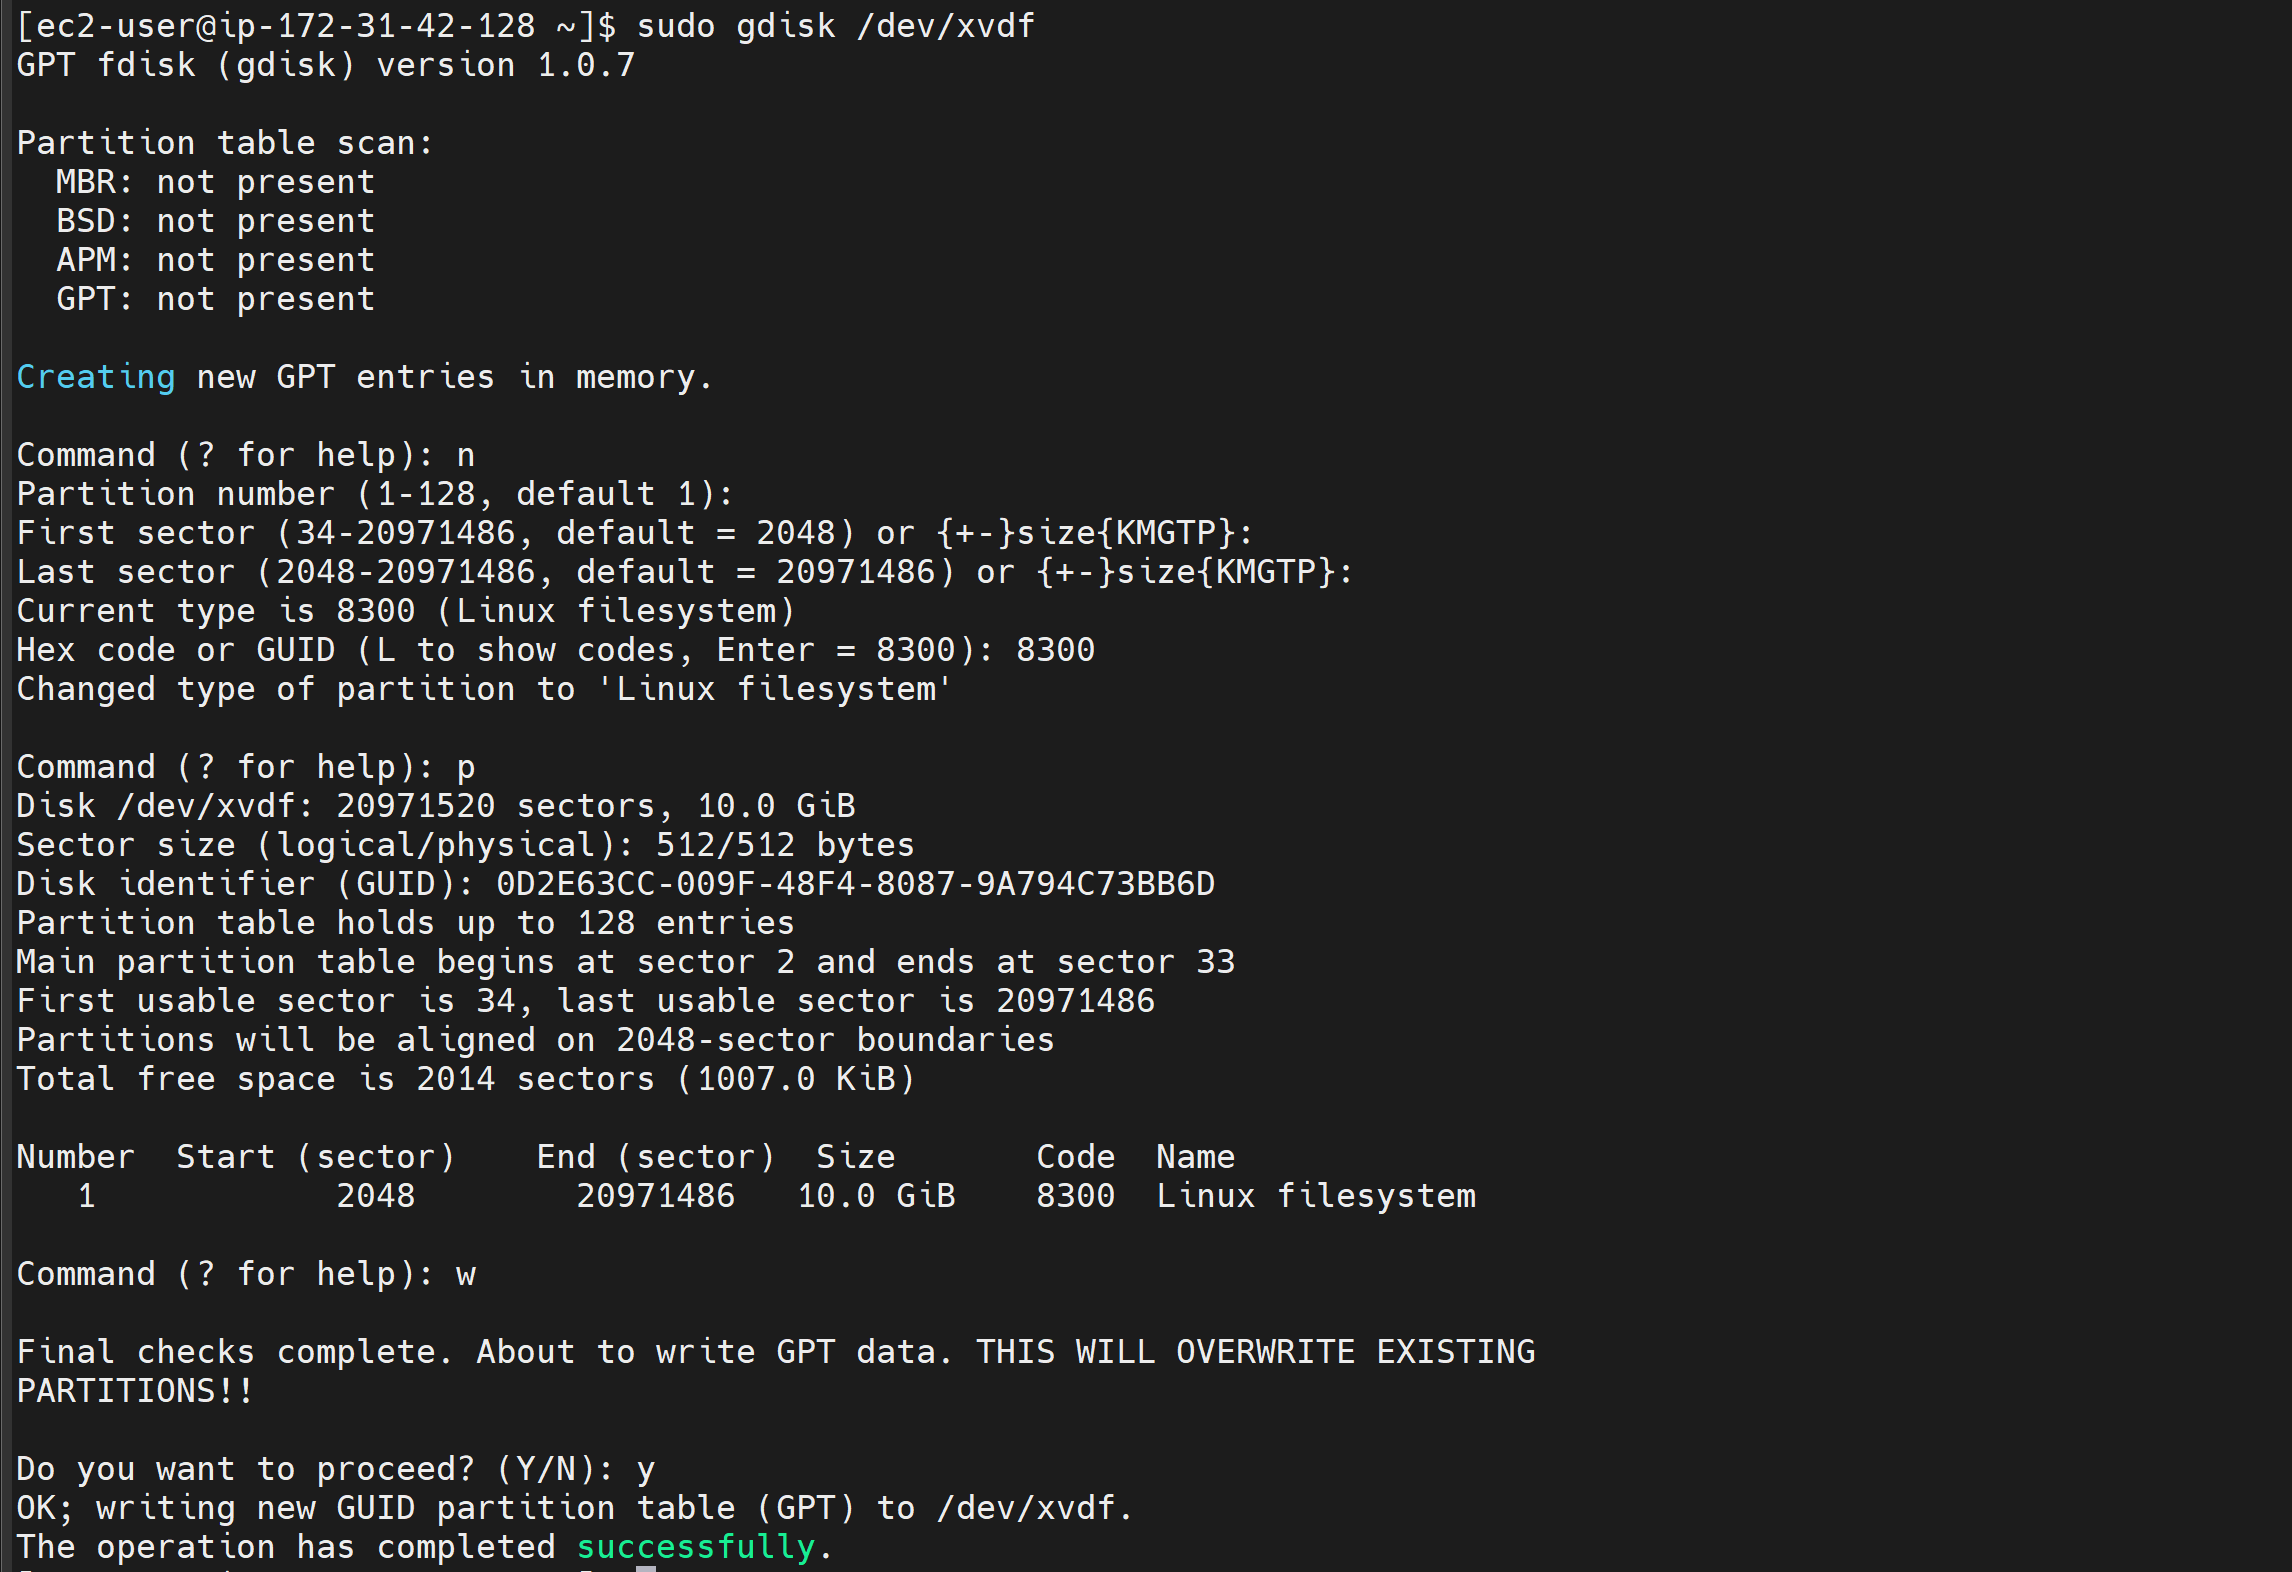 [ec2-user@ip-172-31-42-128 ~]$ sudo gdisk /dev/xvdf
GPT fdisk (gdisk) version 1.0.7

Partition table scan:
  MBR: not present
  BSD: not present
  APM: not present
  GPT: not present

Creating new GPT entries in memory.

Command (? for help): n
Partition number (1-128, default 1):
First sector (34-20971486, default = 2048) or {+-}size{KMGTP}:
Last sector (2048-20971486, default = 20971486) or {+-}size{KMGTP}:
Current type is 8300 (Linux filesystem)
Hex code or GUID (L to show codes, Enter = 8300): 8300
Changed type of partition to 'Linux filesystem'

Command (? for help): p
Disk /dev/xvdf: 20971520 sectors, 10.0 GiB
Sector size (logical/physical): 512/512 bytes
Disk identifier (GUID): 0D2E63CC-009F-48F4-8087-9A794C73BB6D
Partition table holds up to 128 entries
Main partition table begins at sector 2 and ends at sector 33
First usable sector is 34, last usable sector is 20971486
Partitions will be aligned on 2048-sector boundaries
Total free space is 2014 sectors (1007.0 KiB)

Number  Start (sector)    End (sector)  Size       Code  Name
   1            2048        20971486   10.0 GiB    8300  Linux filesystem

Command (? for help): w

Final checks complete. About to write GPT data. THIS WILL OVERWRITE EXISTING
PARTITIONS!!

Do you want to proceed? (Y/N): y
OK; writing new GUID partition table (GPT) to /dev/xvdf.
The operation has completed successfully.